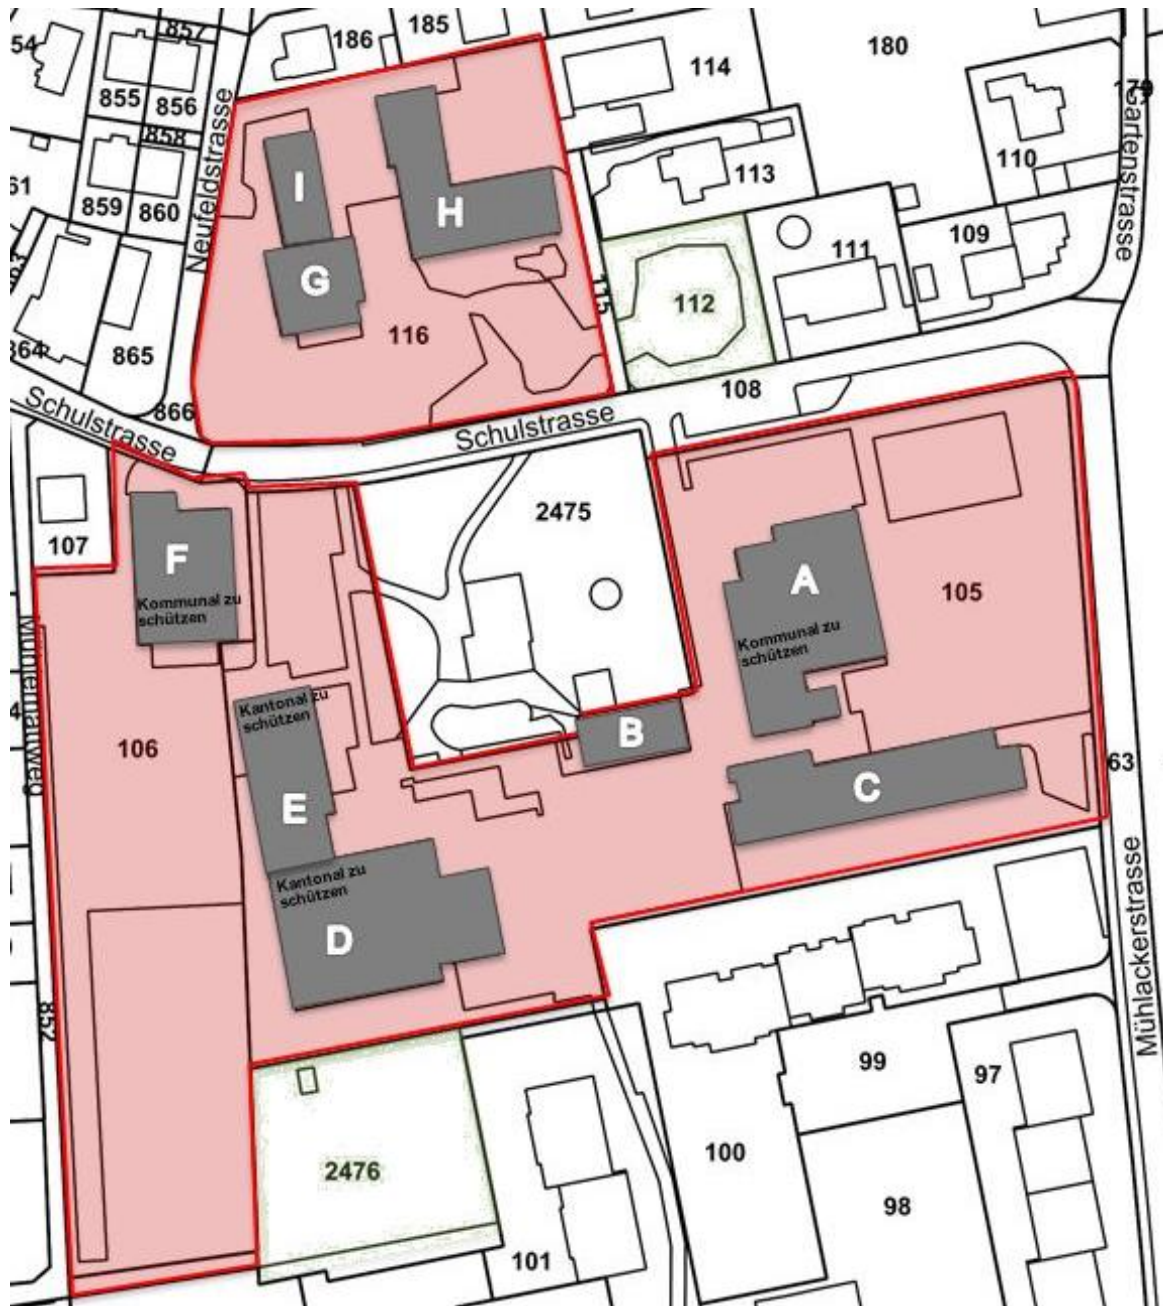 185
857
186
54
114
180
855
856
858
179
110
113
I
61
859
860
H
Neufeldstrasse
Gartenstrasse
109
111
G
115
112
116
864
865
108
866
Schulstrasse
Schulstrasse
2475
107
F
A
105
Kommunal zu
schützen
Kommunal zu
schützen
Kantonal zu
schützen
B
106
63
C
E
Kantonal zu
schützen
D
852
Mühlackerstrasse
99
97
100
2476
98
101